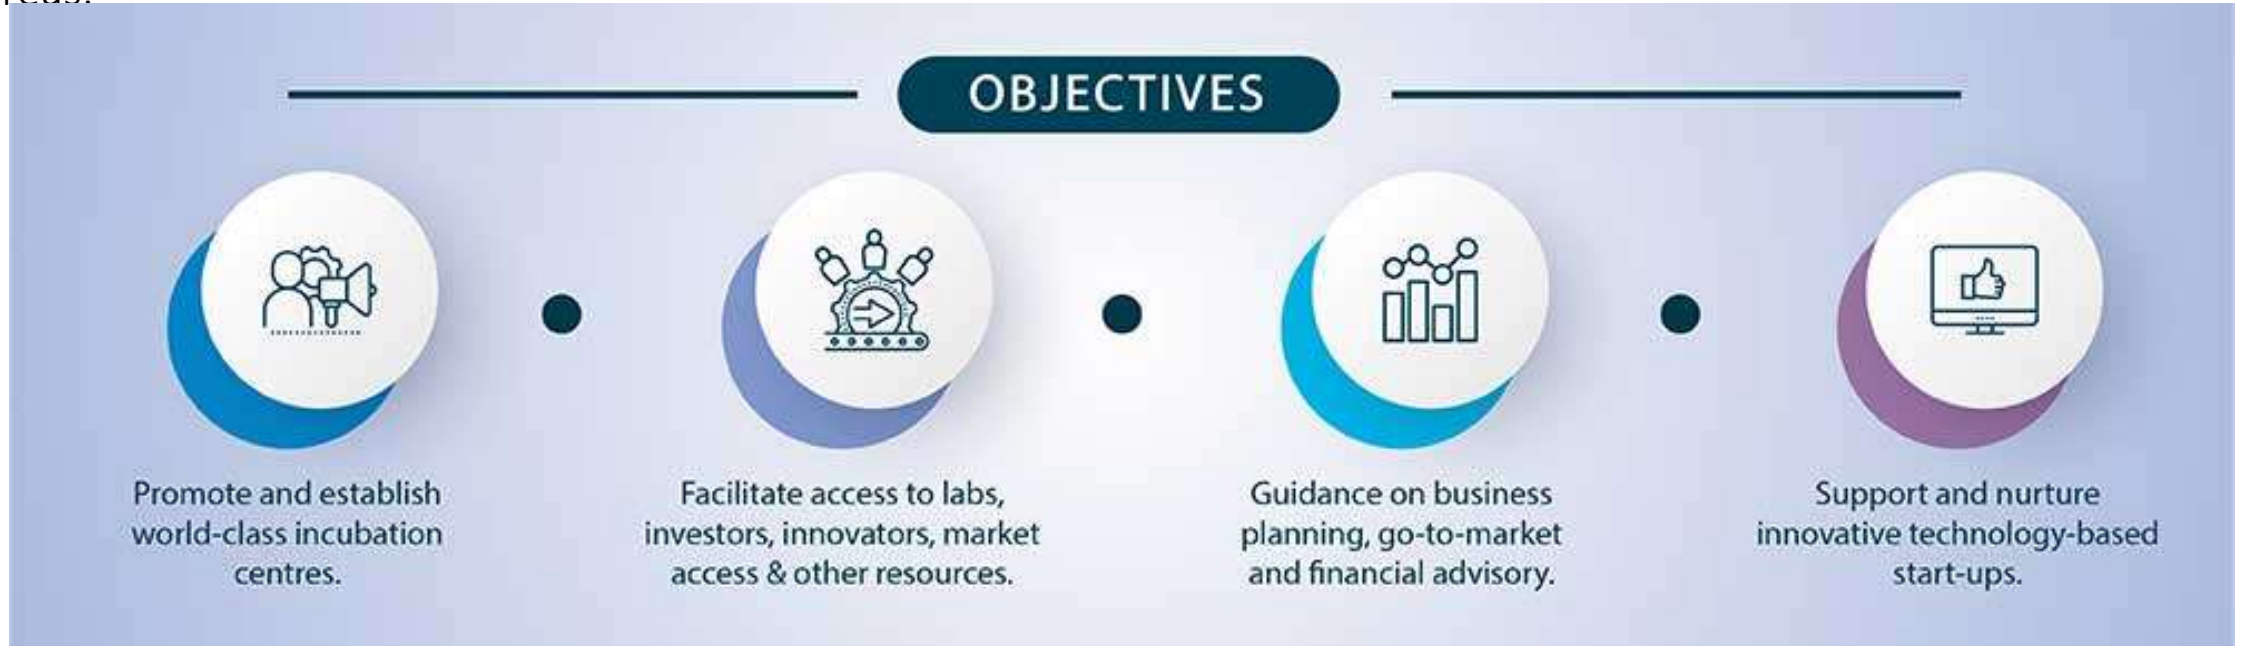 OBJECTIVES
Promote and establish
world-class incubation
centres.
Facilitate access to labs,
investors, innovators, market
access & other resources.
Guidance on business
planning, go-to-market
and financial advisory.
Support and nurture
innovative technology-based
start-ups.